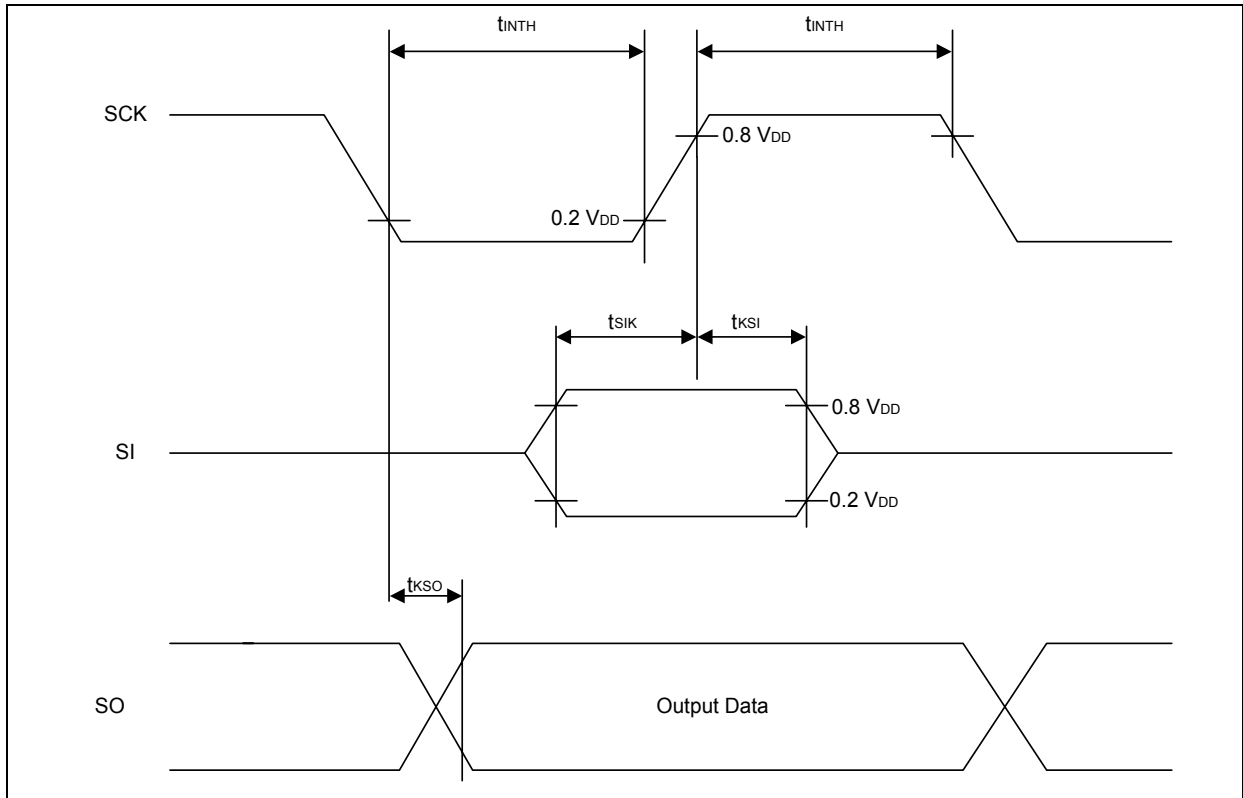 tINTH
tINTH
SCK
0.8 VDD
0.2 VDD
tSIK
tKSI
0.8 VDD
SI
0.2 VDD
tKSO
SO
Output Data